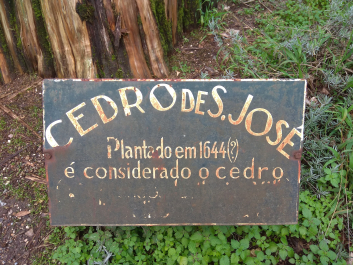 CEDRO DE S. JOSÉ
Plantado em 1644(?)
é considerado o cedro